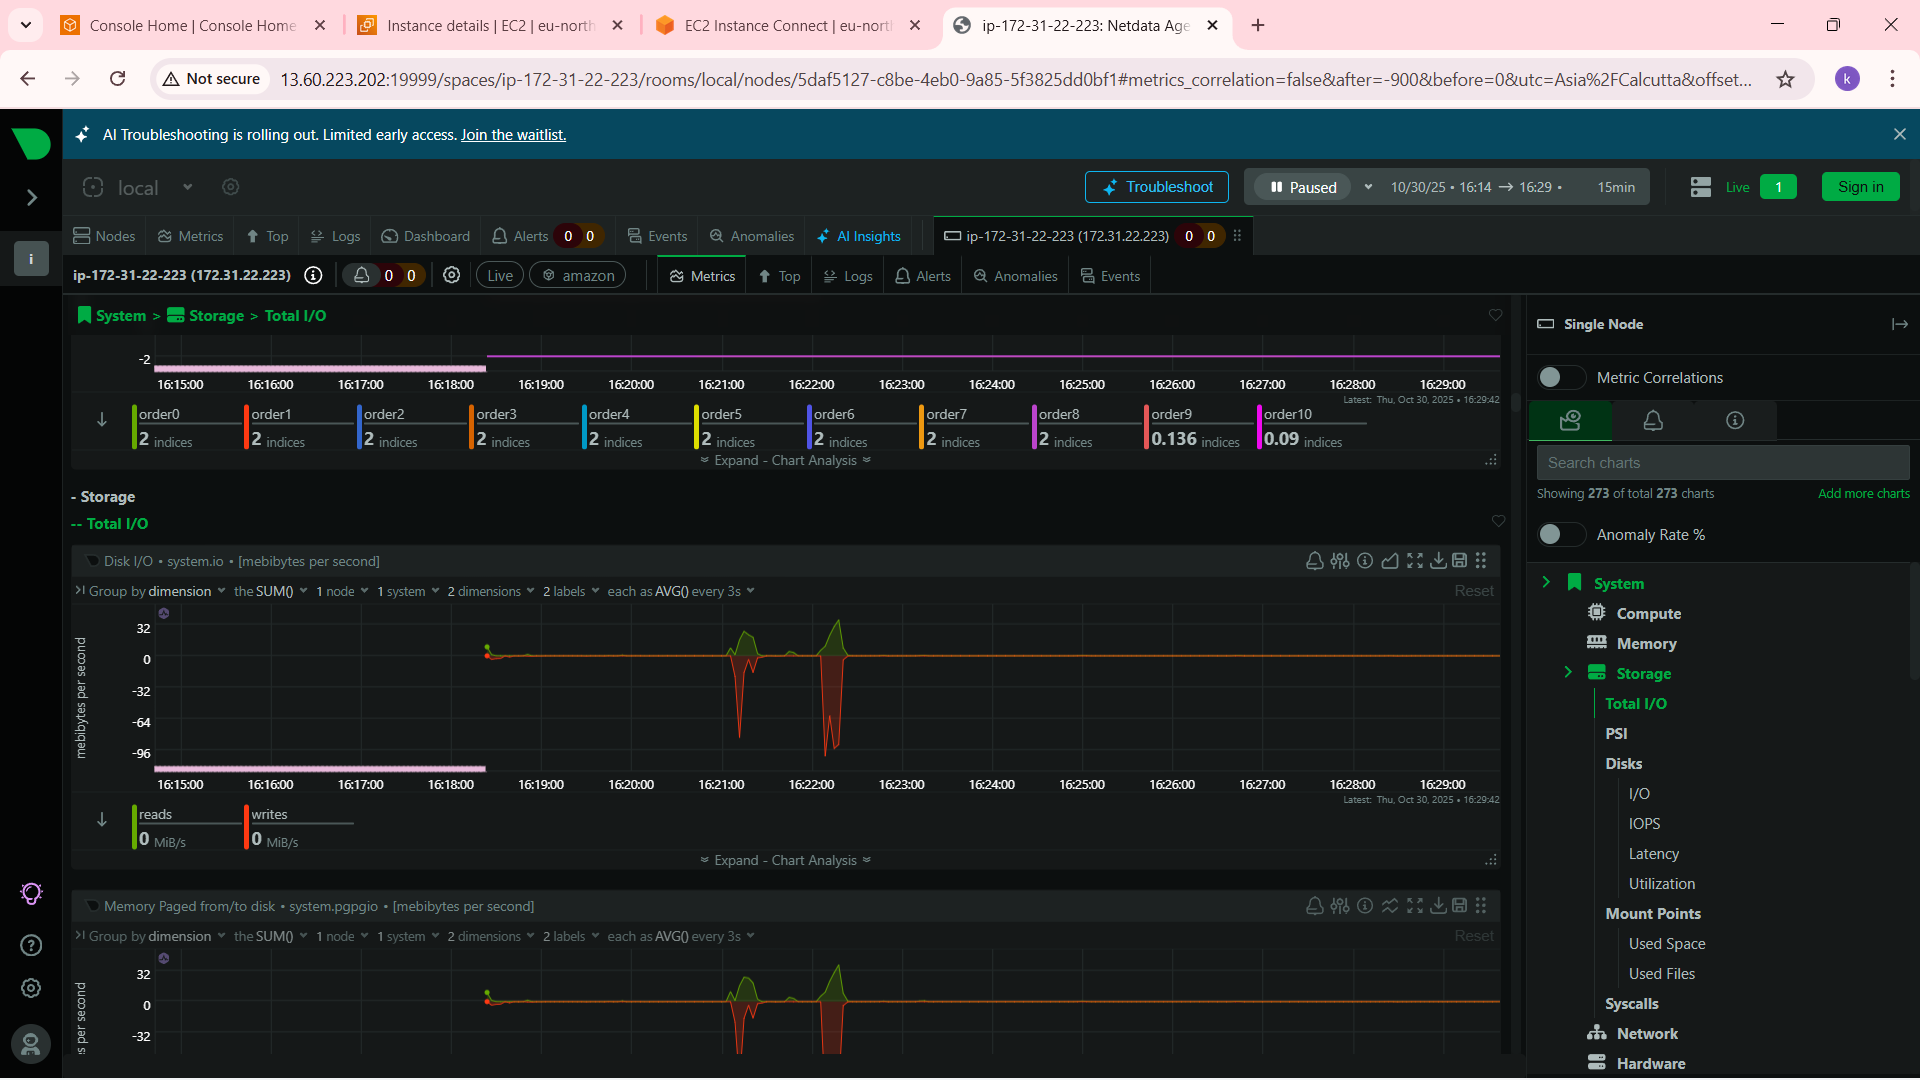 Console Home | Console Home
Instance details | EC2 | eu-north
EC2 Instance Connect | eu-nort
ip-172-31-22-223: Netdata Age
Not secure
13.60.223.202:19999/spaces/ip-172-31-22-223/rooms/local/nodes/5daf5127-c8be-4eb0-9a85-5f3825dd0bf1#metrics_correlation=false&after=-900&before=0&utc=Asia%2FCalcutta&offset...
k
AI Troubleshooting is rolling out. Limited early access. Join the waitlist.
local
Troubleshoot
Paused
10/30/25 • 16:14 → 16:29 •
15min
Live
1
Sign in
Nodes
Metrics
Top
Logs
Dashboard
Alerts
0
0
Events
Anomalies
AI Insights
ip-172-31-22-223 (172.31.22.223)
0
0
i
ip-172-31-22-223 (172.31.22.223)
0
0
Live
amazon
Metrics
Top
Logs
Alerts
Anomalies
Events
System > Storage > Total I/O
-2
16:15:00 16:16:00 16:17:00 16:18:00 16:19:00 16:20:00 16:21:00 16:22:00 16:23:00 16:24:00 16:25:00 16:26:00 16:27:00 16:28:00 16:29:00
Latest: Thu, Oct 30, 2025 • 16:29:42
order0 order1 order2 order3 order4 order5 order6 order7 order8 order9 order10
2 indices 2 indices 2 indices 2 indices 2 indices 2 indices 2 indices 2 indices 2 indices 0.136 indices 0.09 indices
Expand - Chart Analysis
- Storage
-- Total I/O
Disk I/O • system.io • [mebibytes per second]
Group by dimension the SUM() 1 node 1 system 2 dimensions 2 labels each as AVG() every 3s
Reset
mebibytes per second
32
0
-32
-64
-96
16:15:00 16:16:00 16:17:00 16:18:00 16:19:00 16:20:00 16:21:00 16:22:00 16:23:00 16:24:00 16:25:00 16:26:00 16:27:00 16:28:00 16:29:00
Latest: Thu, Oct 30, 2025 • 16:29:42
reads writes
0 MiB/s 0 MiB/s
Expand - Chart Analysis
Memory Paged from/to disk • system.pgpgio • [mebibytes per second]
Group by dimension the SUM() 1 node 1 system 2 dimensions 2 labels each as AVG() every 3s
Reset
s per second
32
0
-32
Single Node
Metric Correlations
Search charts
Showing 273 of total 273 charts
Add more charts
Anomaly Rate %
System
Compute
Memory
Storage
Total I/O
PSI
Disks
I/O
IOPS
Latency
Utilization
Mount Points
Used Space
Used Files
Syscalls
Network
Hardware